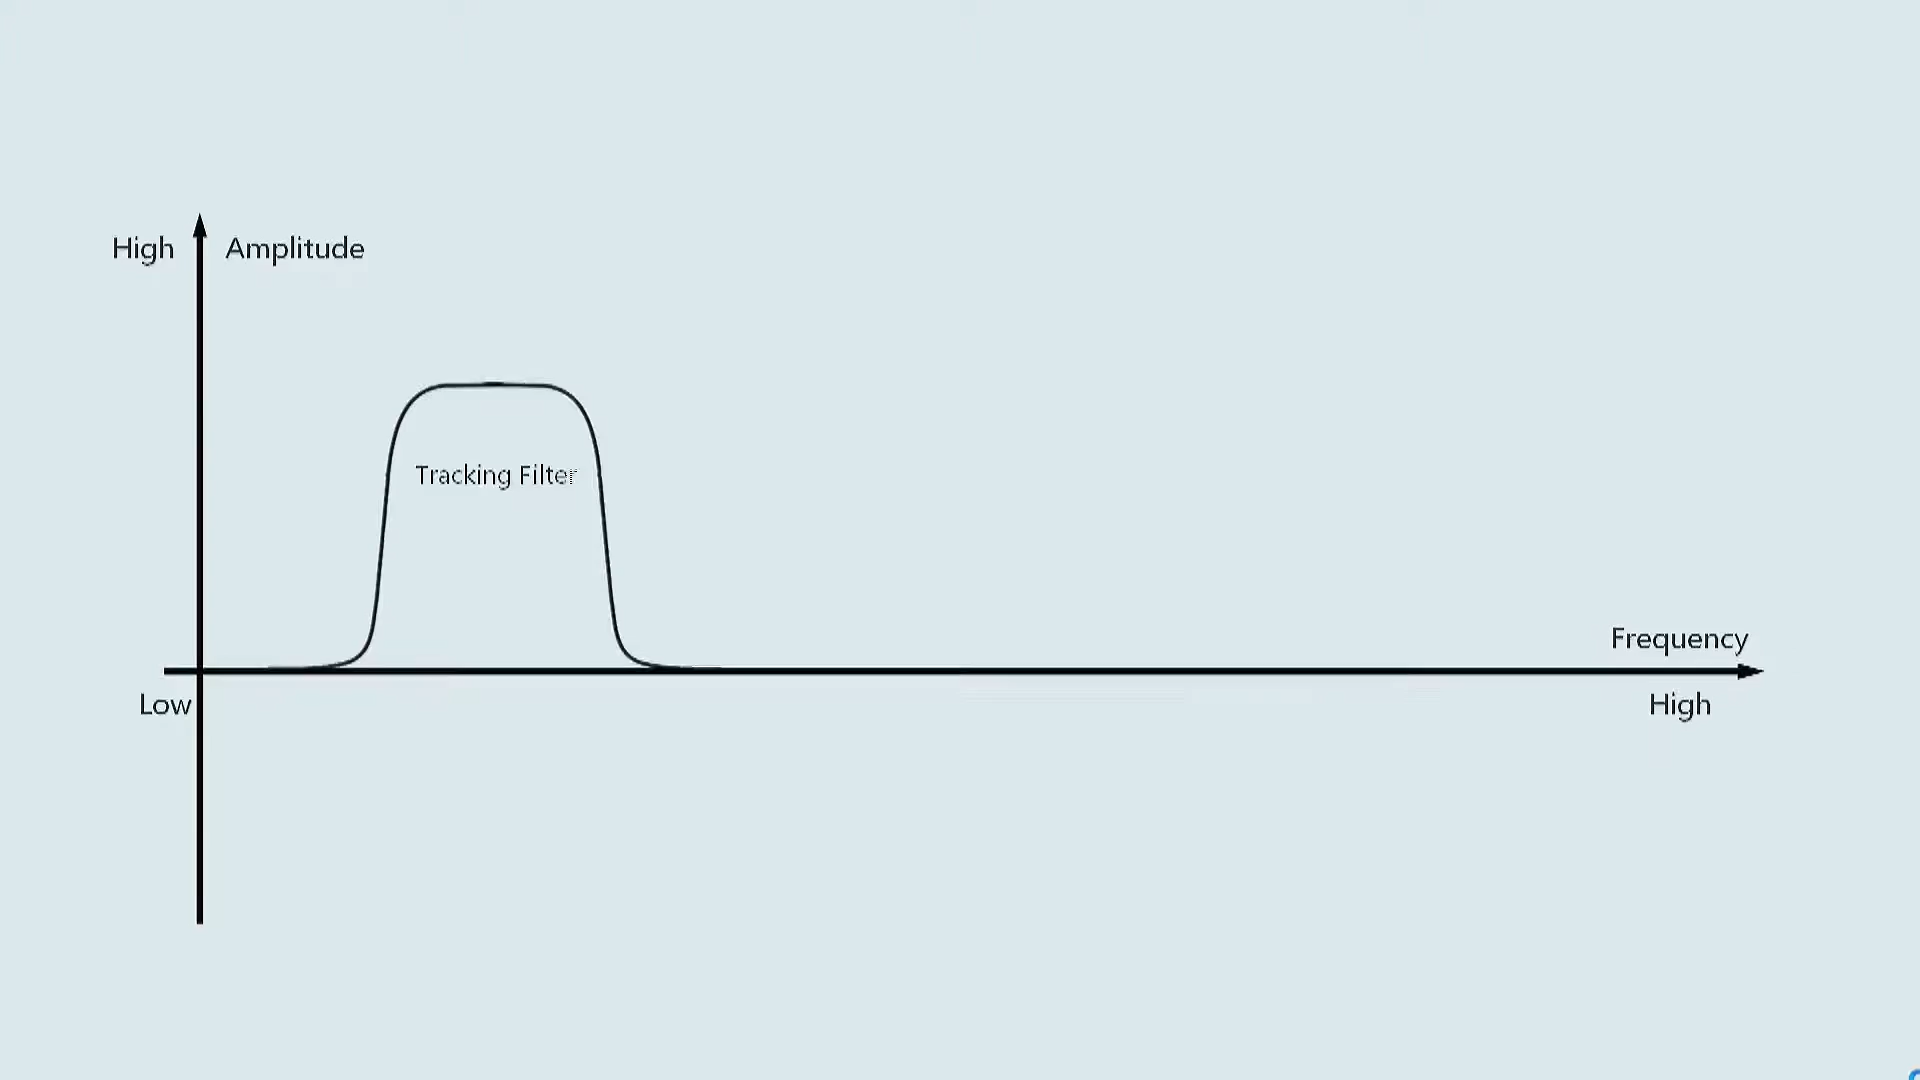 High
Amplitude
Tracking Filter
Frequency
Low
High